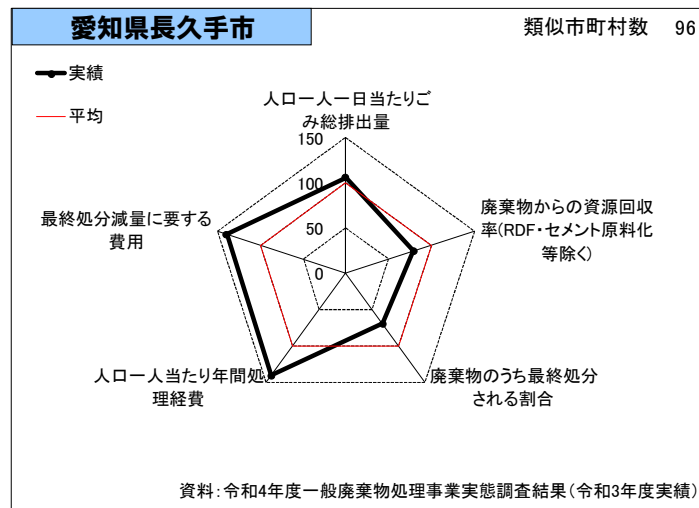 愛知県長久手市
類似市町村数 96
実績
平均
人口一人一日当たりご
み総排出量
150
100
50
0
廃棄物からの資源回収
率(RDF・セメント原料化
等除く)
廃棄物のうち最終処分
される割合
人口一人当たり年間処
理経費
最終処分減量に要する
費用
資料:令和4年度一般廃棄物処理事業実態調査結果(令和3年度実績)